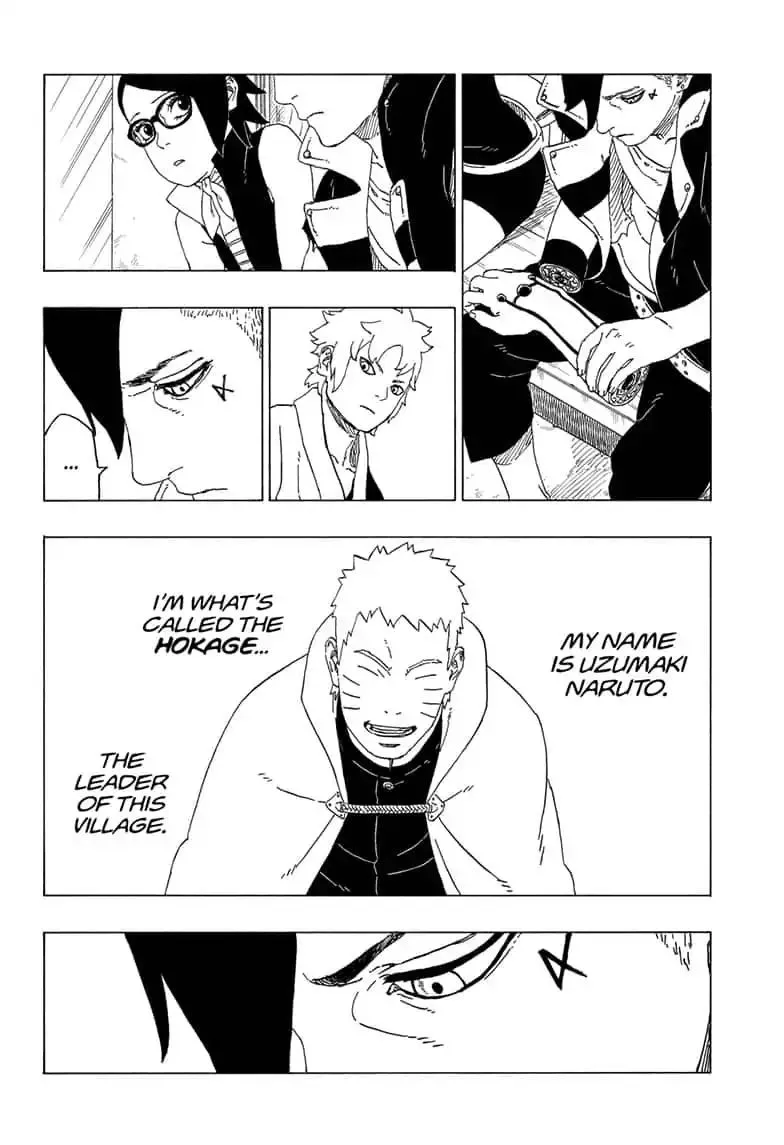 ...
MY NAME
IS UZUMAKI
NARUTO.
I'M WHAT'S
CALLED THE
HOKAGE...
THE
LEADER
OF THIS
VILLAGE.